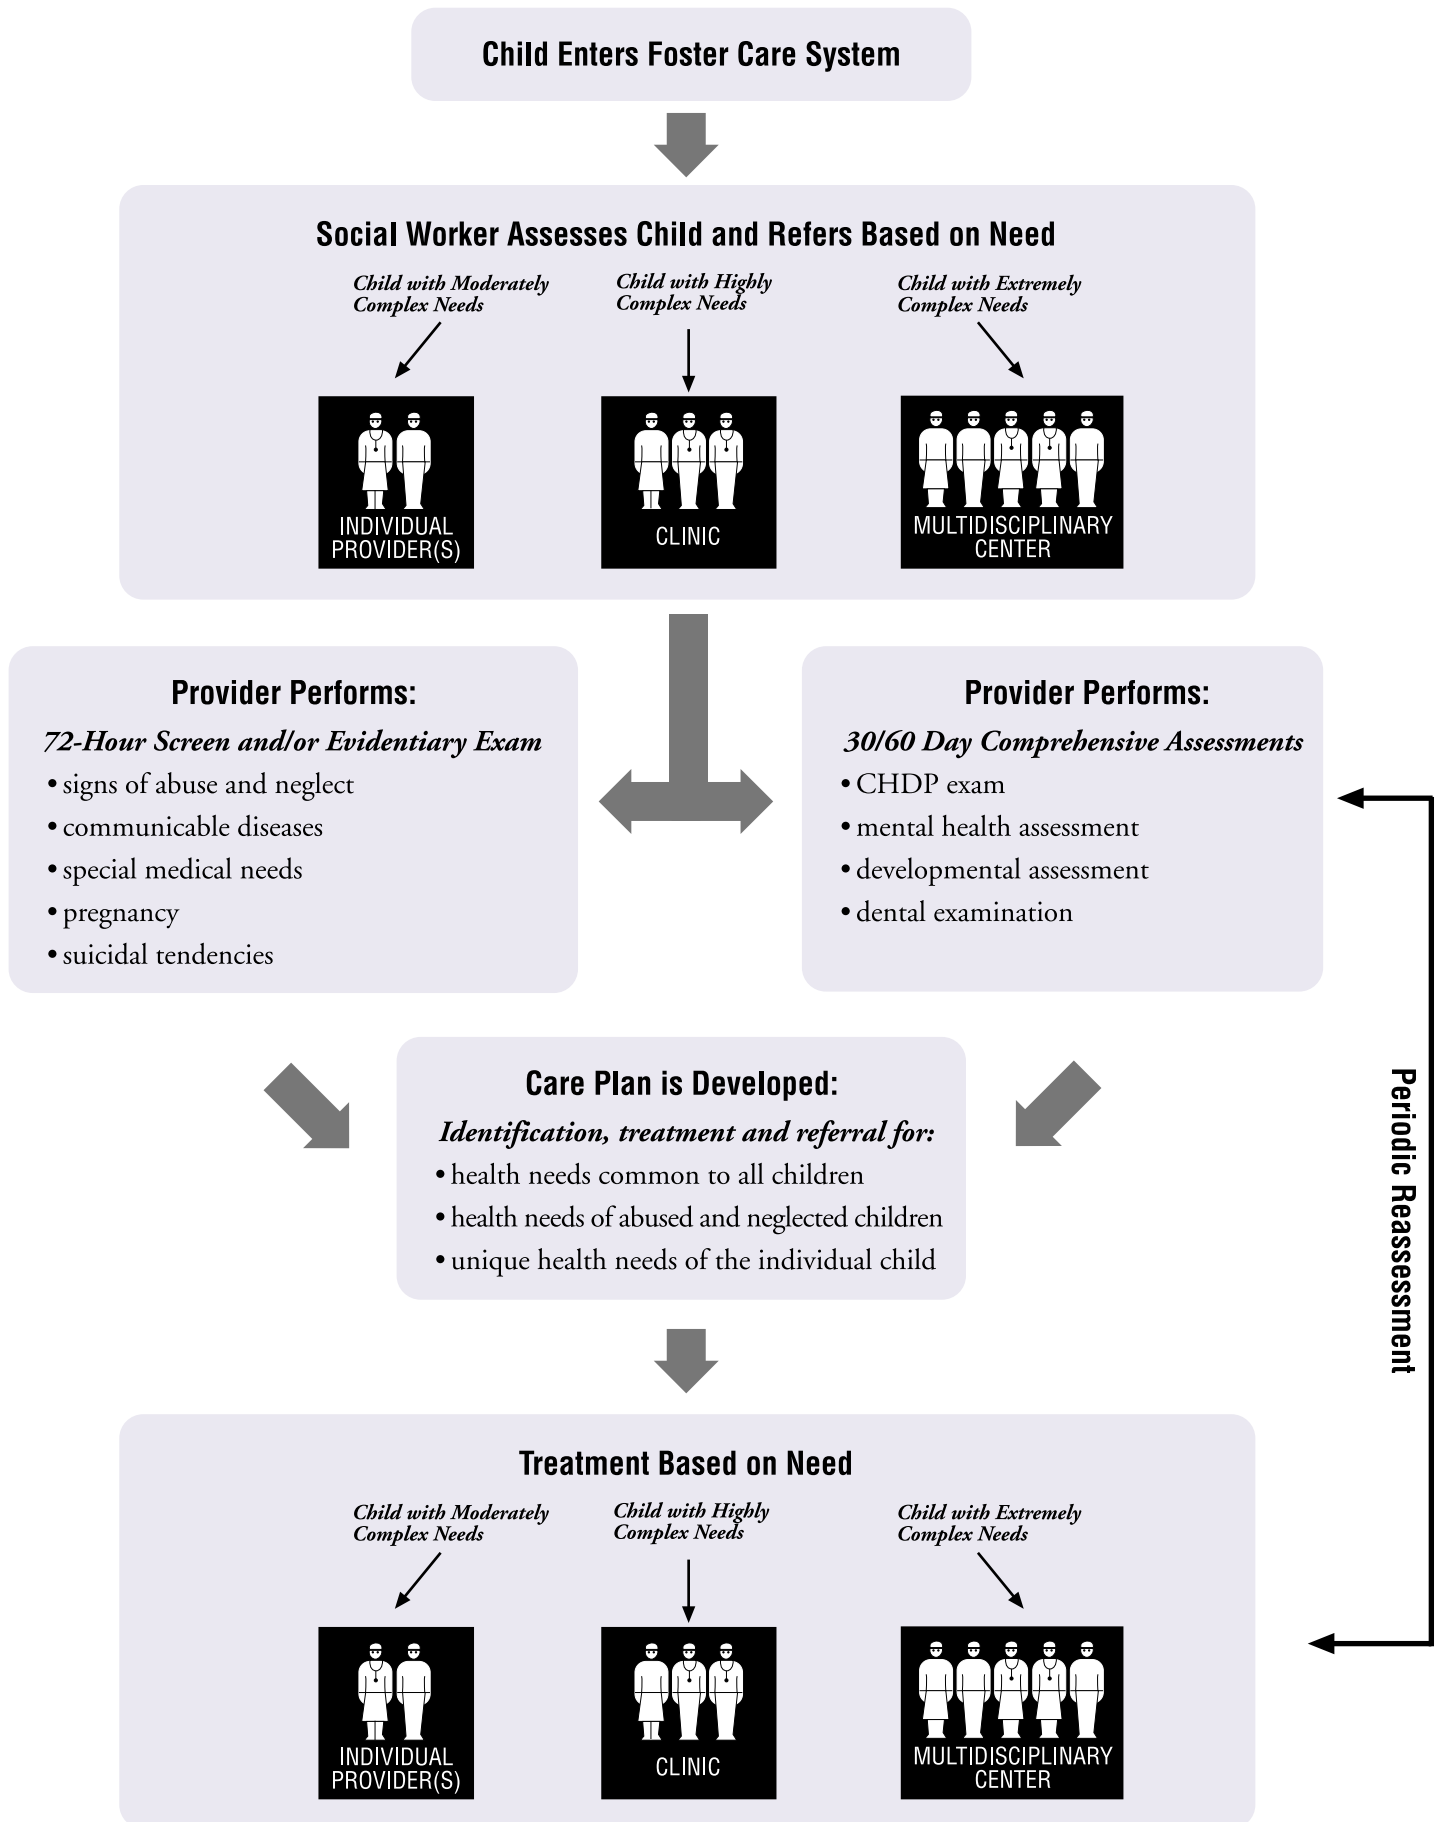 Child Enters Foster Care System
Social Worker Assesses Child and Refers Based on Need
Child with Moderately
Complex Needs
Child with Highly
Complex Needs
Child with Extremely
Complex Needs
INDIVIDUAL
PROVIDER(S)
CLINIC
MULTIDISCIPLINARY
CENTER
Provider Performs:
72-Hour Screen and/or Evidentiary Exam
• signs of abuse and neglect
• communicable diseases
• special medical needs
• pregnancy
• suicidal tendencies
Provider Performs:
30/60 Day Comprehensive Assessments
• CHDP exam
• mental health assessment
• developmental assessment
• dental examination
Care Plan is Developed:
Identification, treatment and referral for:
• health needs common to all children
• health needs of abused and neglected children
• unique health needs of the individual child
Periodic Reassessment
Treatment Based on Need
Child with Moderately
Complex Needs
Child with Highly
Complex Needs
Child with Extremely
Complex Needs
INDIVIDUAL
PROVIDER(S)
CLINIC
MULTIDISCIPLINARY
CENTER